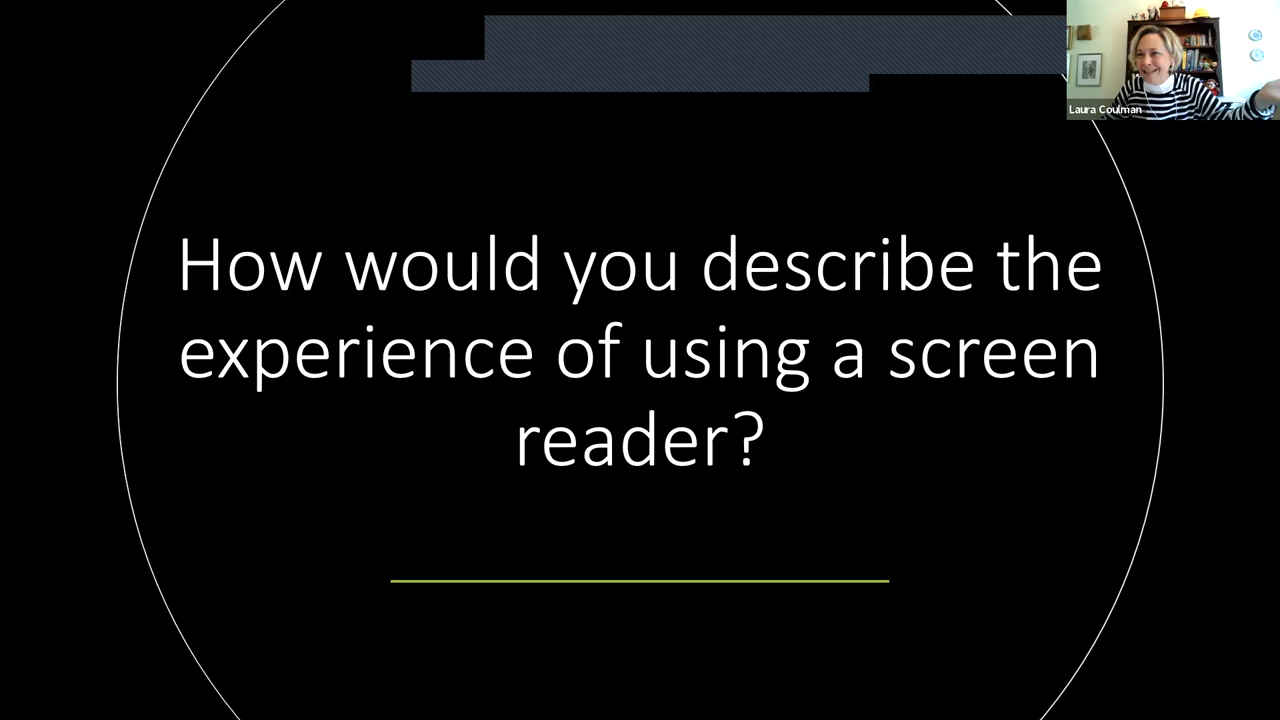 Laura Coulman
How would you describe the
experience of using a screen
reader?